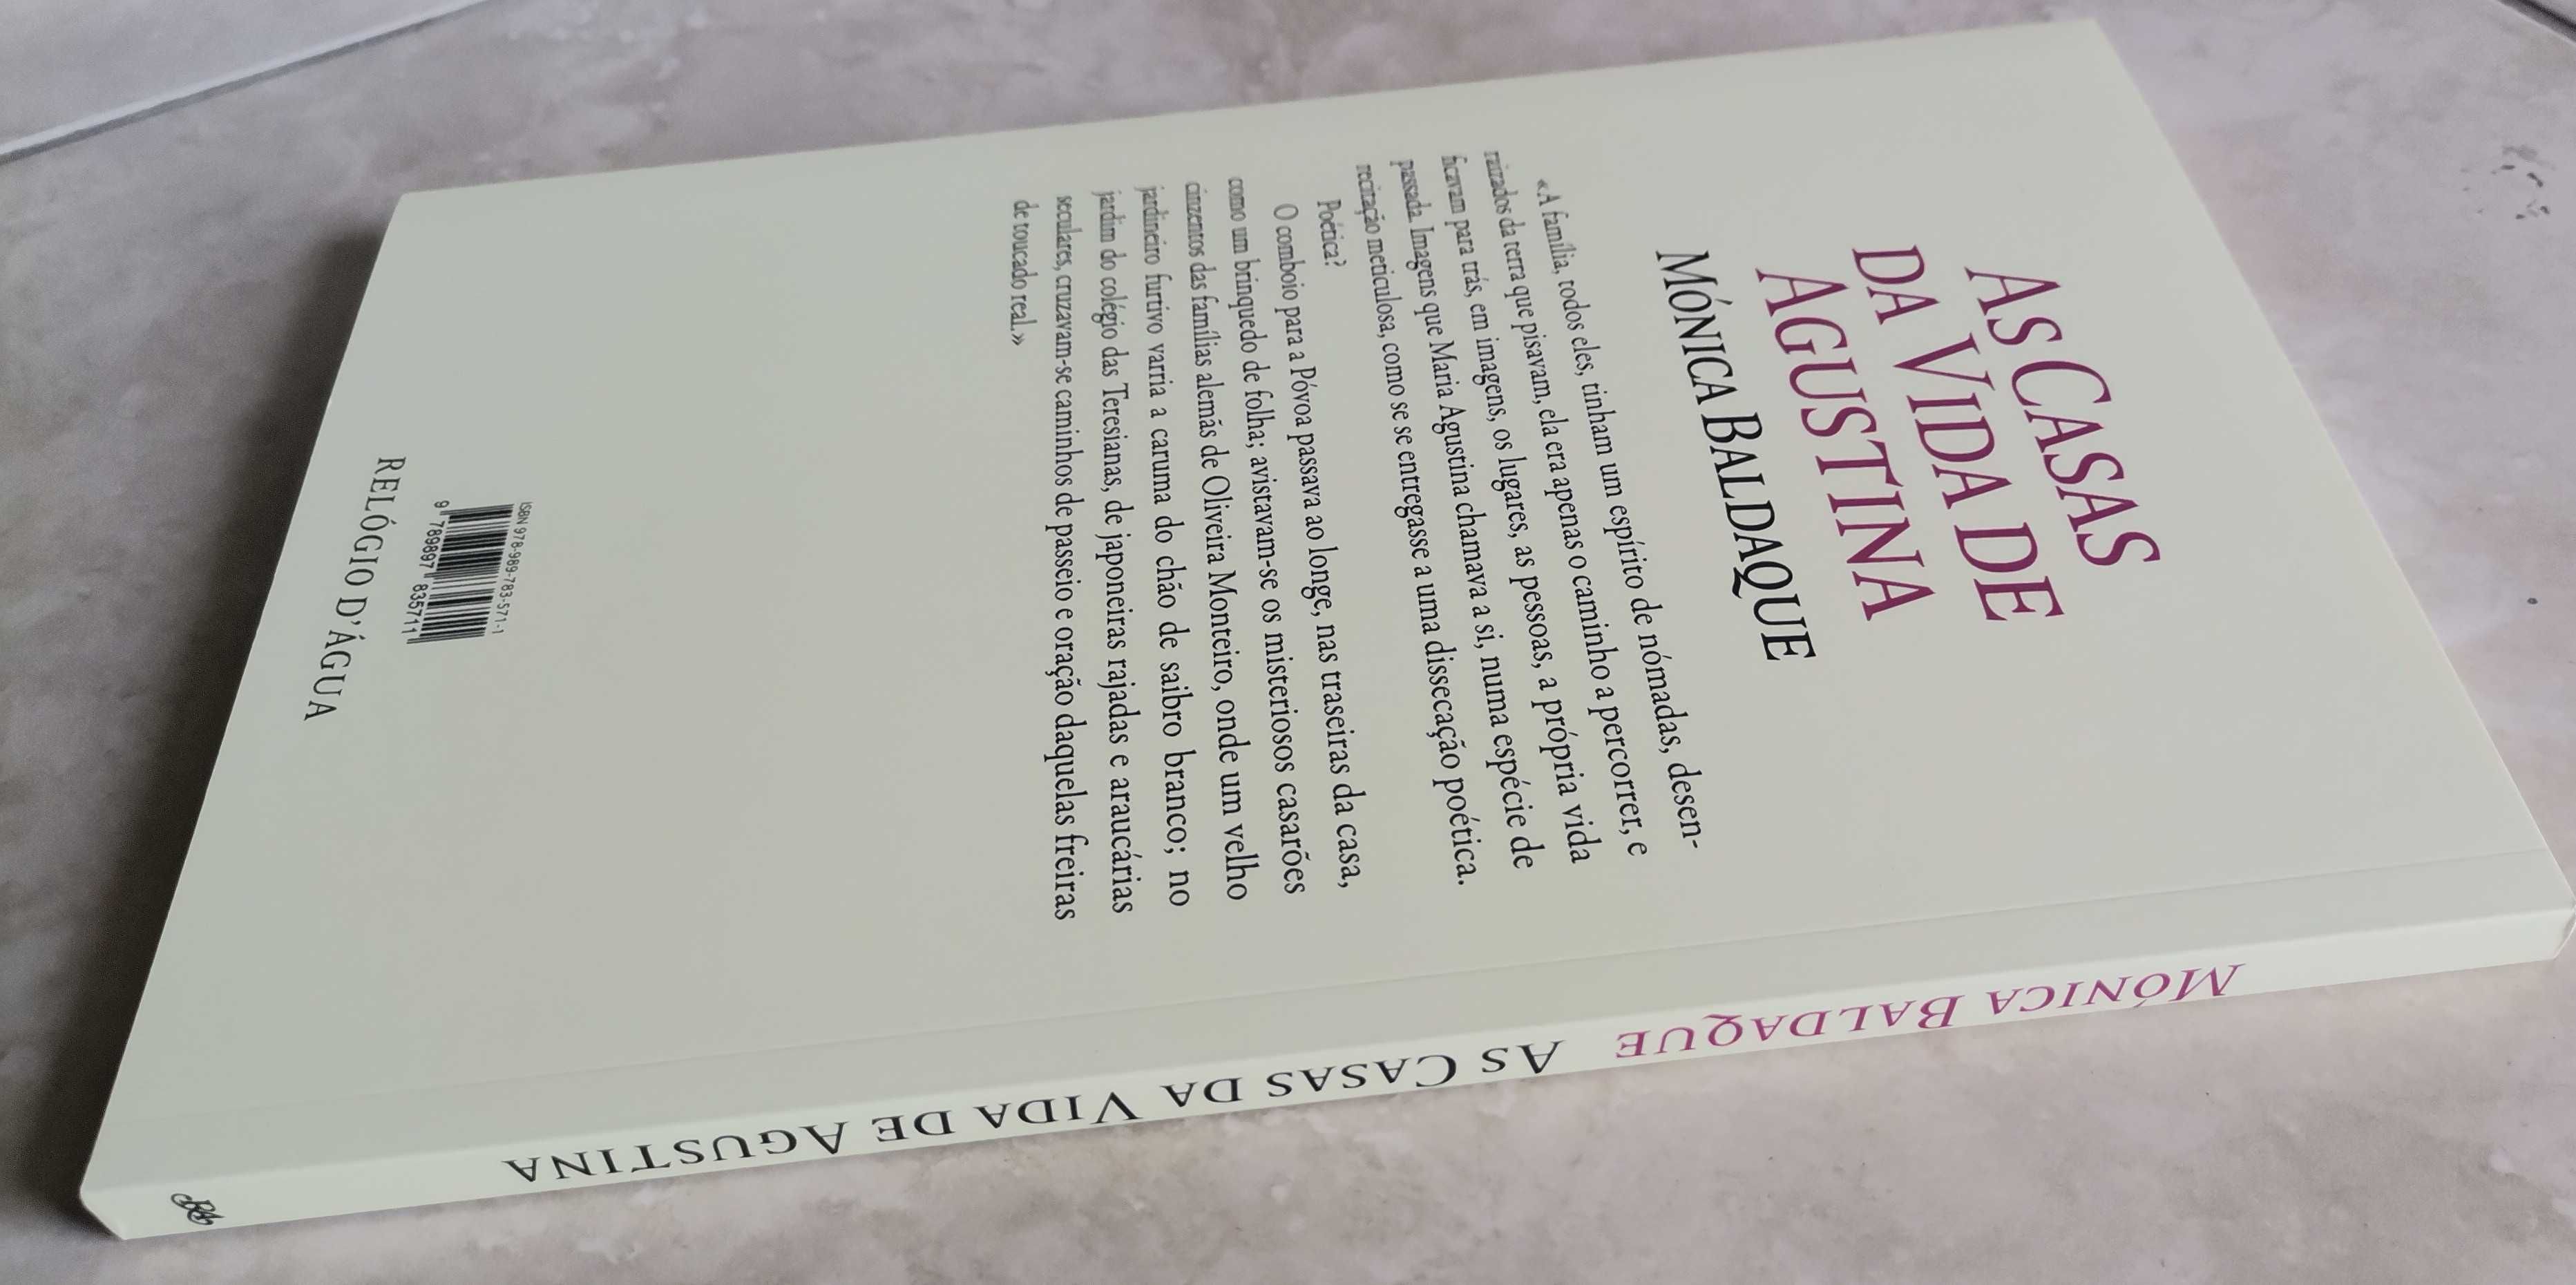 AS CASAS
DA VIDA DE
AGUSTINA
MÓNICA BALDAQUE
«A família, todos eles, tinham um espírito de nómadas, desen-
raizados da terra que pisavam, ela era apenas o caminho a percorrer, e
ficavam para trás, em imagens, os lugares, as pessoas, a própria vida
passada. Imagens que Maria Agustina chamava a si, numa espécie de
recitação meticulosa, como se se entregasse a uma dissecação poética.
Poética?
O comboio para a Póvoa passava ao longe, nas traseiras da casa,
como um brinquedo de folha; avistavam-se os misteriosos casarões
cinzentos das famílias alemãs de Oliveira Monteiro, onde um velho
jardineiro furtivo varria a caruma do chão de saibro branco; no
jardim do colégio das Teresianas, de japoneiras rajadas e araucárias
seculares, cruzavam-se caminhos de passeio e oração daquelas freiras
de toucado real.»
ISBN 978-989-783-571-1
9 789897 835711
RELÓGIO D'ÁGUA
MÓNICA BALDAQUE AS CASAS DA VIDA DE AGUSTINA